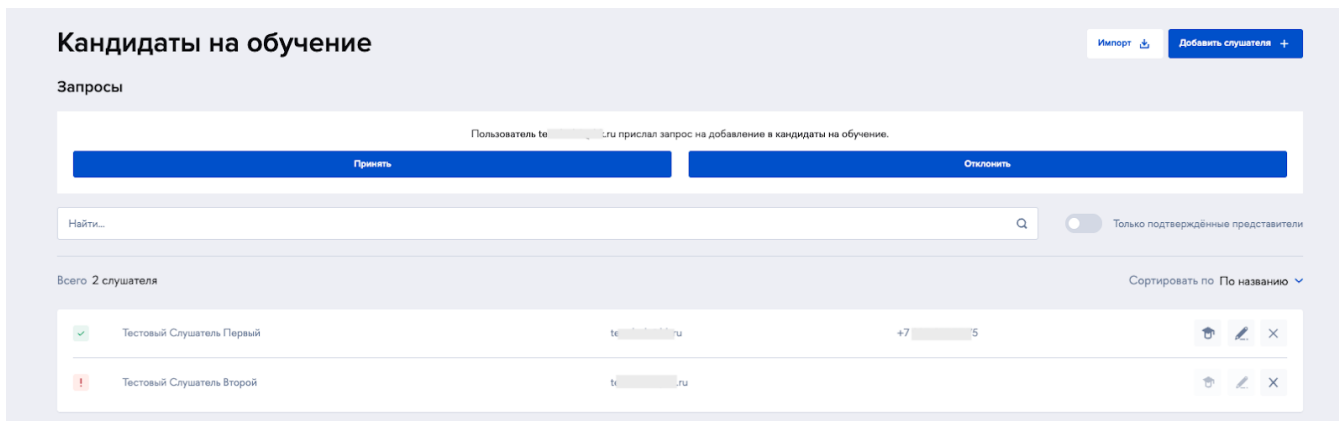 Кандидаты на обучение
Импорт
Добавить слушателя +
Запросы
Пользователь te .ru прислал запрос на добавление в кандидаты на обучение.
Принять
Отклонить
Найти...
Только подтверждённые представители
Всего 2 слушателя
Сортировать по По названию
Тестовый Слушатель Первый te ru +7 5
Тестовый Слушатель Второй te .ru